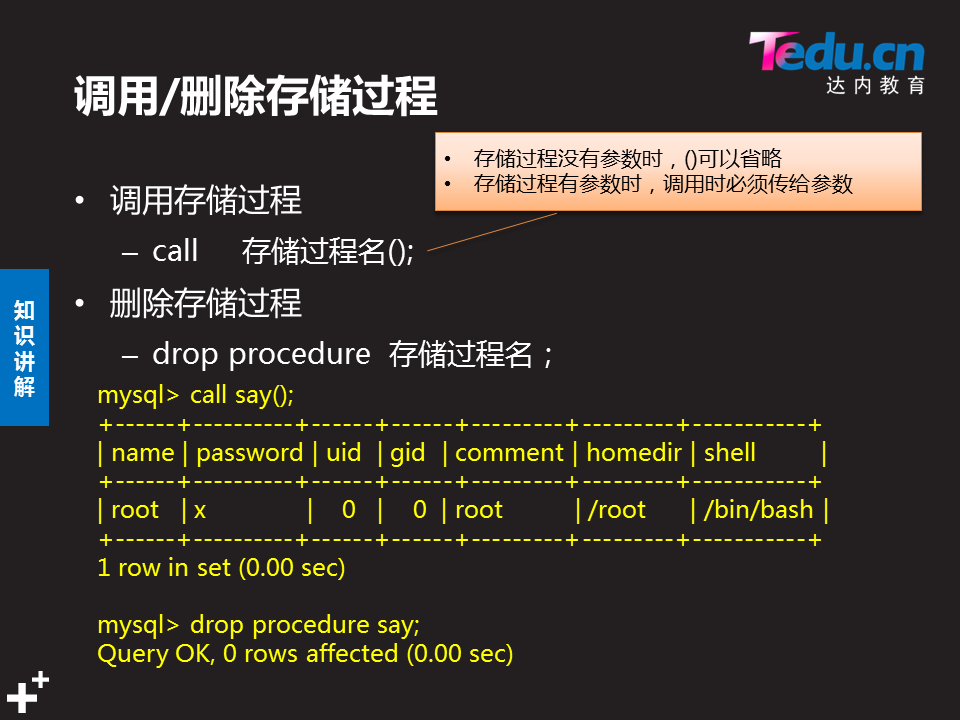 Tedu.cn
达内教育
调用/删除存储过程
• 存储过程没有参数时，()可以省略
• 存储过程有参数时，调用时必须传给参数
• 调用存储过程
– call 存储过程名();
• 删除存储过程
– drop procedure 存储过程名；
知识讲解
mysql> call say();
+------+----------+------+------+---------+---------+-----------+
| name | password | uid | gid | comment | homedir | shell |
+------+----------+------+------+---------+---------+-----------+
| root | x | 0 | 0 | root | /root | /bin/bash |
+------+----------+------+------+---------+---------+-----------+
1 row in set (0.00 sec)
mysql> drop procedure say;
Query OK, 0 rows affected (0.00 sec)